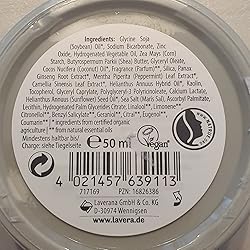 Ingredients: Glycine Soja
(Soybean) Oil*, Sodium Bicarbonate, Zinc
Oxide, Hydrogenated Vegetable Oil, Zea Mays (Corn)
Starch, Butyrospermum Parkii (Shea) Butter, Glyceryl Oleate,
Cocos Nucifera (Coconut) Oil*, Fragrance (Parfum)**, Silica, Panax
Ginseng Root Extract*, Mentha Piperita (Peppermint) Leaf Extract*,
Camellia Sinensis Leaf Extract*, Helianthus Annuus Hybrid Oil*, Kaolin,
Tocopherol, Glyceryl Caprylate, Polyglyceryl-3 Polyricinoleate, Calcium
Lactate, Helianthus Annuus (Sunflower) Seed Oil*, Sea Salt (Maris Sal), Ascorbyl Palmitate,
Lecithin, Hydrogenated Palm Glycerides Citrate, Linalool**, Limonene**,
Citronellol**, Benzyl Salicylate**, Geraniol**, Citral**, Eugenol**,
Coumarin** | * ingredients from certified organic
agriculture | ** from natural essential oils
Charge: siehe Fließseite
50 ml
Vegan
4 021457 639113
717169
PZN: 16826386
Laverana GmbH & Co. KG
D-30974 Wennigsen
www.lavera.de